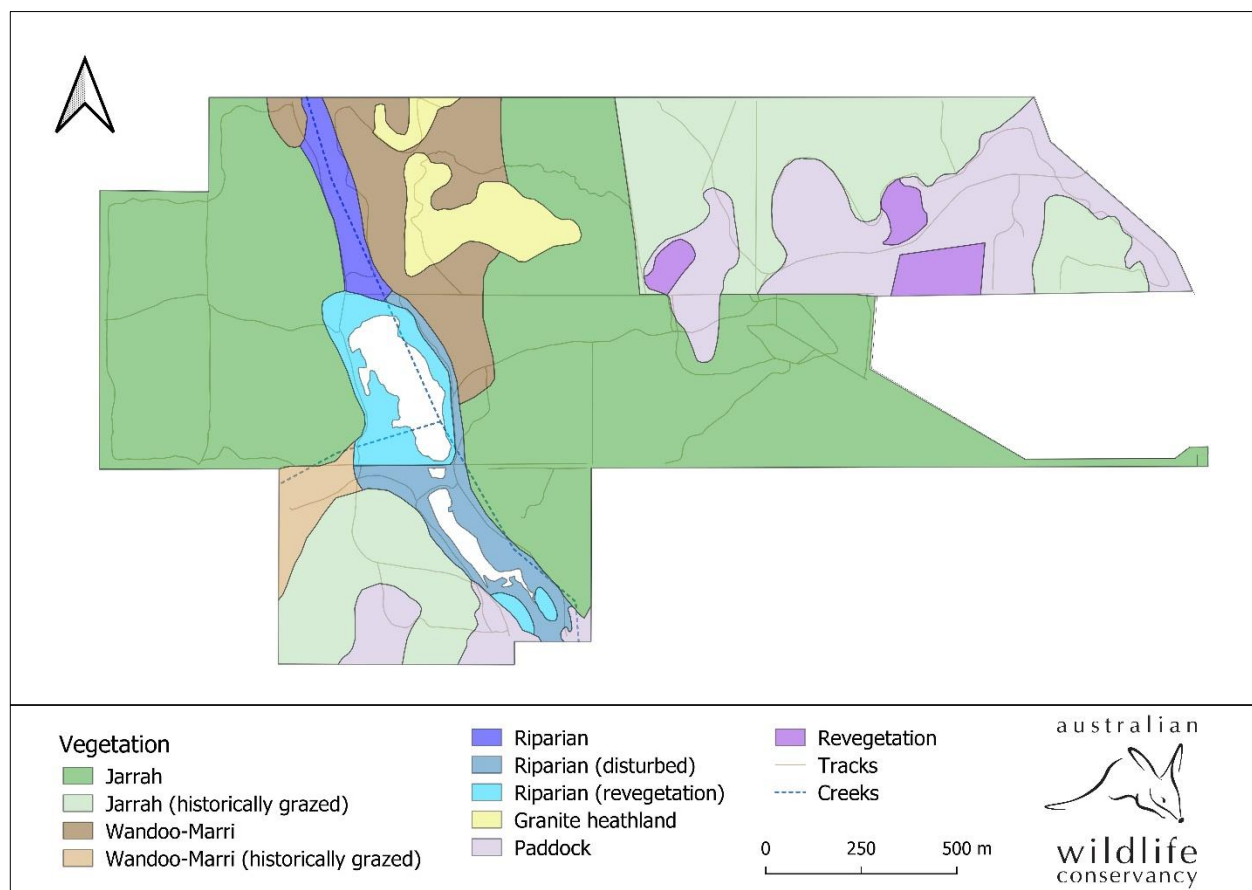 Vegetation
Jarrah
Jarrah (historically grazed)
Wandoo-Marri
Wandoo-Marri (historically grazed)
Riparian
Riparian (disturbed)
Riparian (revegetation)
Granite heathland
Paddock
Revegetation
Tracks
Creeks
0 250 500 m
australian
wildlife
conservancy